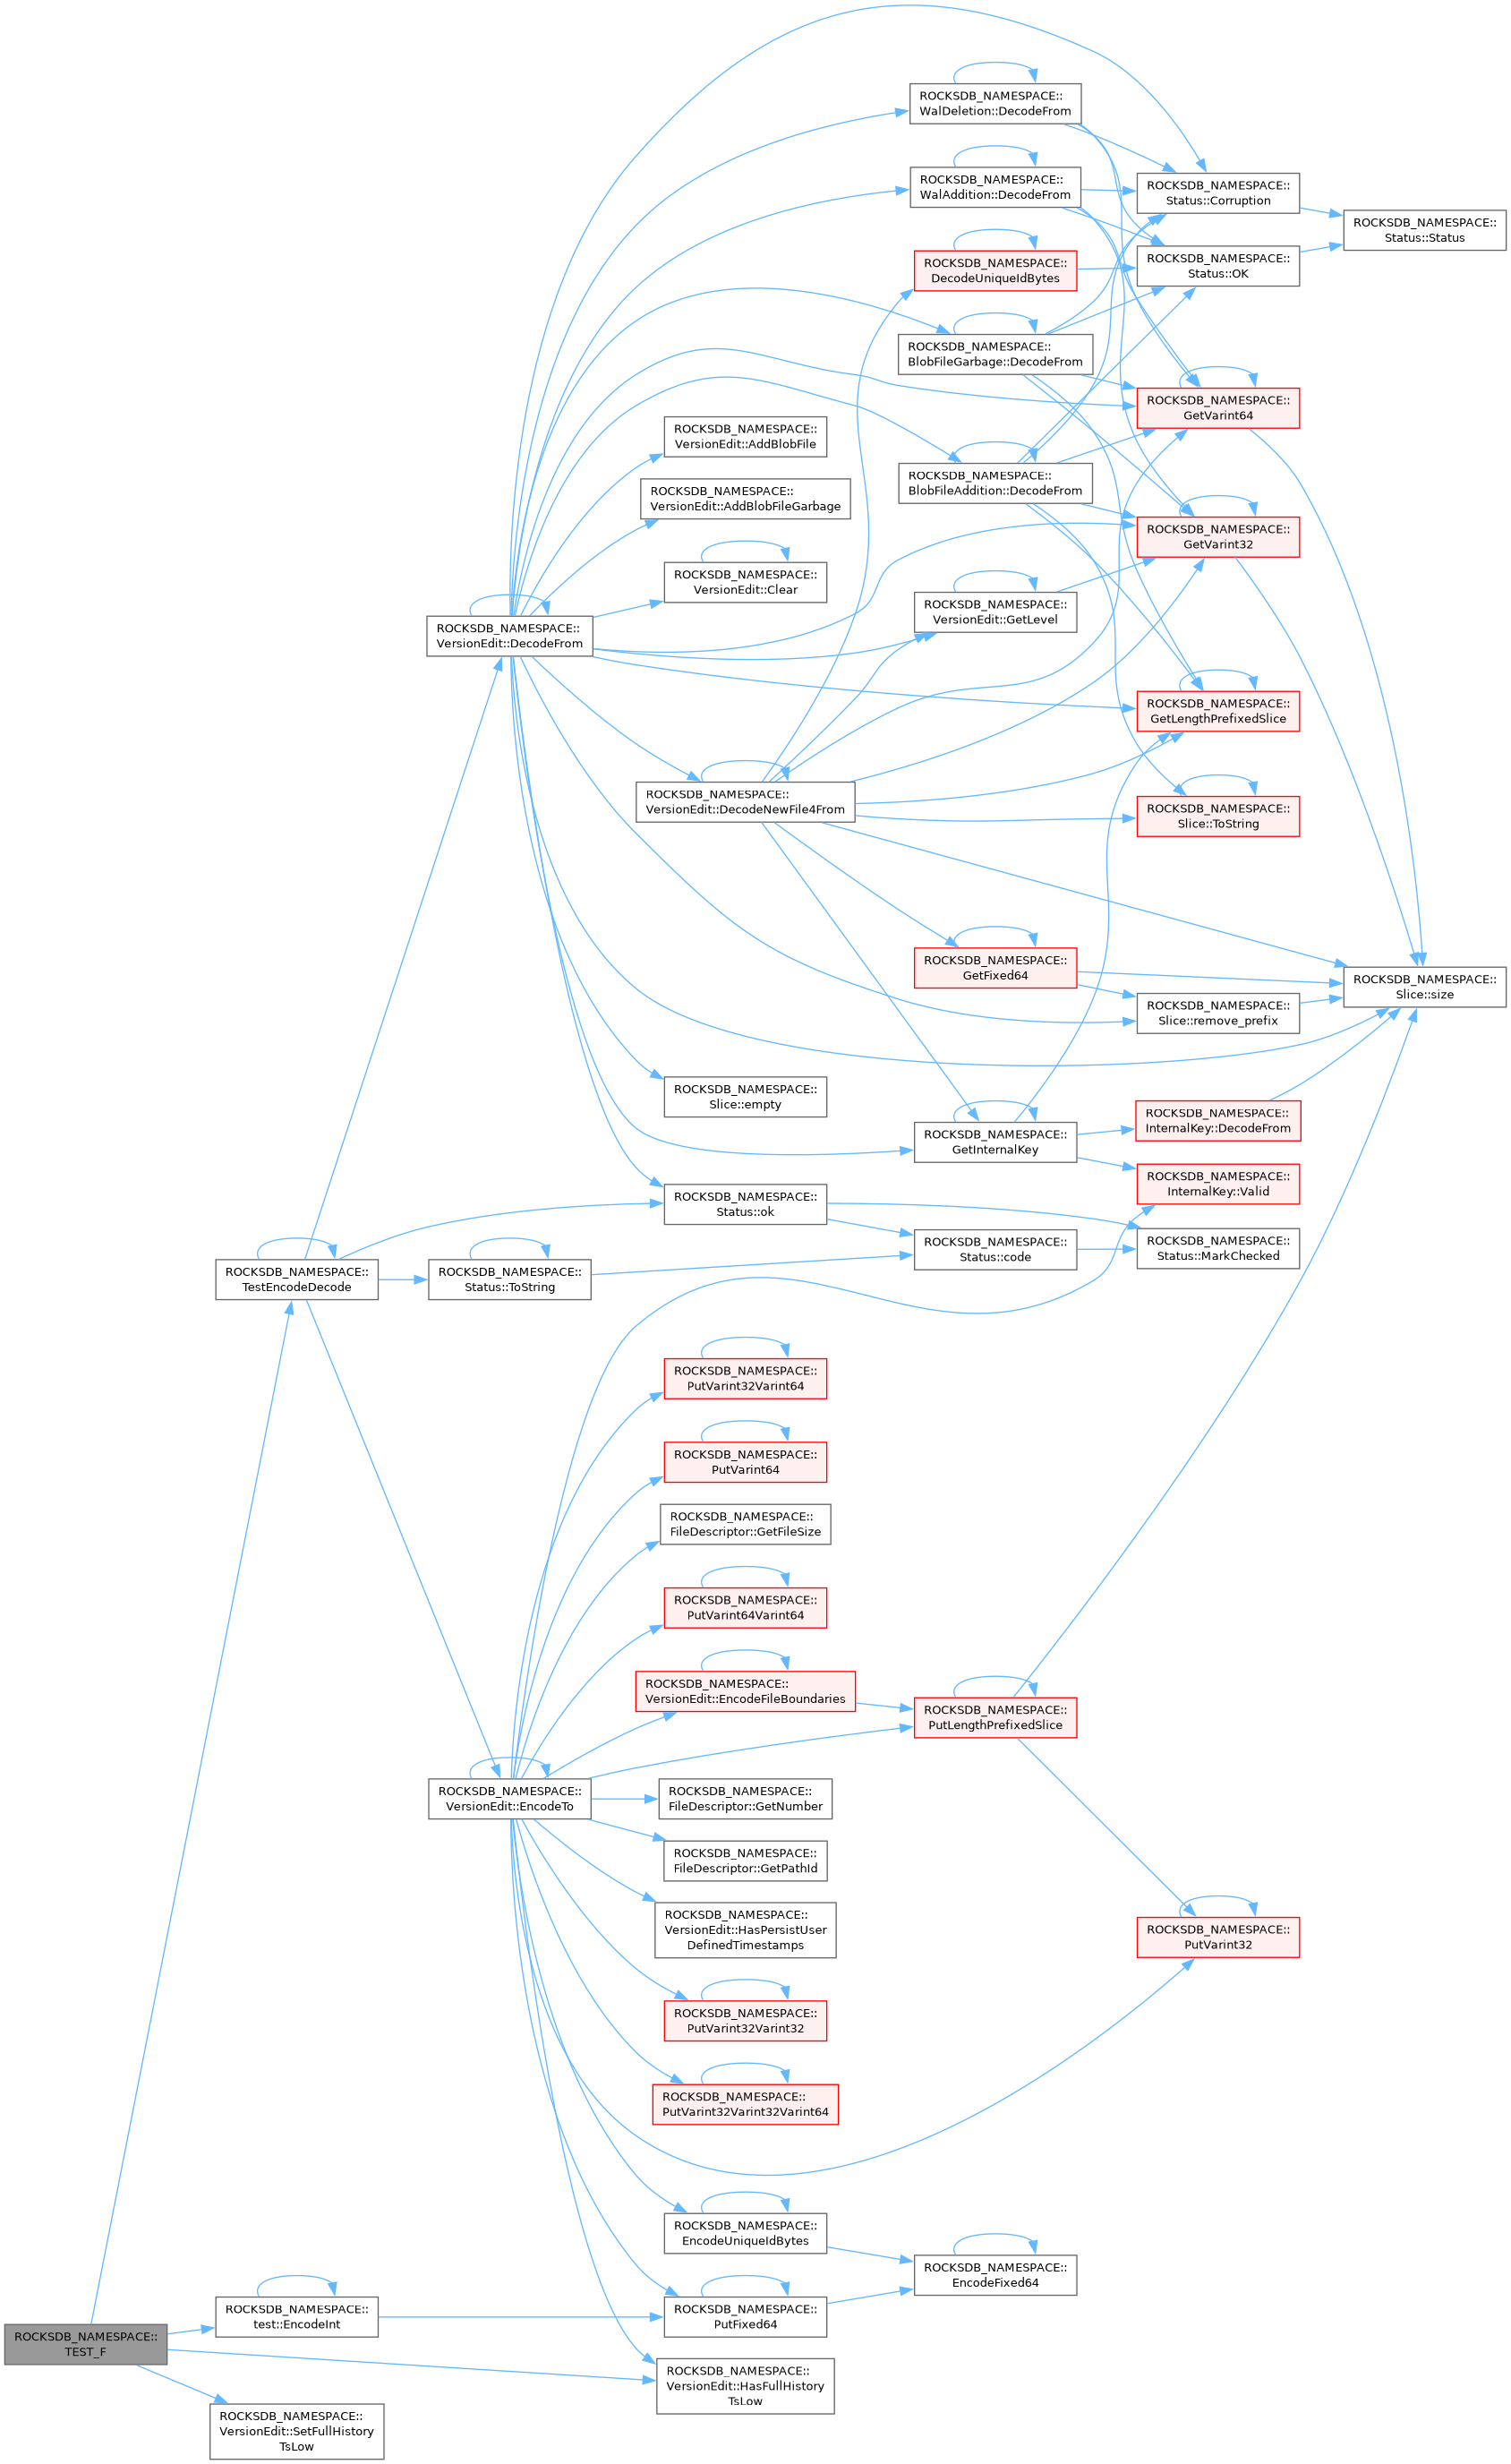 ROCKSDB_NAMESPACE::
WalDeletion::DecodeFrom
ROCKSDB_NAMESPACE::
WalAddition::DecodeFrom
ROCKSDB_NAMESPACE::
Status::Corruption
ROCKSDB_NAMESPACE::
Status::Status
ROCKSDB_NAMESPACE::
DecodeUniqueIdBytes
ROCKSDB_NAMESPACE::
Status::OK
ROCKSDB_NAMESPACE::
BlobFileGarbage::DecodeFrom
ROCKSDB_NAMESPACE::
GetVarint64
ROCKSDB_NAMESPACE::
VersionEdit::AddBlobFile
ROCKSDB_NAMESPACE::
BlobFileAddition::DecodeFrom
ROCKSDB_NAMESPACE::
VersionEdit::AddBlobFileGarbage
ROCKSDB_NAMESPACE::
GetVarint32
ROCKSDB_NAMESPACE::
VersionEdit::Clear
ROCKSDB_NAMESPACE::
VersionEdit::GetLevel
ROCKSDB_NAMESPACE::
VersionEdit::DecodeFrom
ROCKSDB_NAMESPACE::
GetLengthPrefixedSlice
ROCKSDB_NAMESPACE::
VersionEdit::DecodeNewFile4From
ROCKSDB_NAMESPACE::
Slice::ToString
ROCKSDB_NAMESPACE::
GetFixed64
ROCKSDB_NAMESPACE::
Slice::size
ROCKSDB_NAMESPACE::
Slice::remove_prefix
ROCKSDB_NAMESPACE::
Slice::empty
ROCKSDB_NAMESPACE::
InternalKey::DecodeFrom
ROCKSDB_NAMESPACE::
GetInternalKey
ROCKSDB_NAMESPACE::
InternalKey::Valid
ROCKSDB_NAMESPACE::
Status::ok
ROCKSDB_NAMESPACE::
Status::code
ROCKSDB_NAMESPACE::
Status::MarkChecked
ROCKSDB_NAMESPACE::
TestEncodeDecode
ROCKSDB_NAMESPACE::
Status::ToString
ROCKSDB_NAMESPACE::
PutVarint32Varint64
ROCKSDB_NAMESPACE::
PutVarint64
ROCKSDB_NAMESPACE::
FileDescriptor::GetFileSize
ROCKSDB_NAMESPACE::
PutVarint64Varint64
ROCKSDB_NAMESPACE::
VersionEdit::EncodeFileBoundaries
ROCKSDB_NAMESPACE::
PutLengthPrefixedSlice
ROCKSDB_NAMESPACE::
VersionEdit::EncodeTo
ROCKSDB_NAMESPACE::
FileDescriptor::GetNumber
ROCKSDB_NAMESPACE::
FileDescriptor::GetPathId
ROCKSDB_NAMESPACE::
VersionEdit::HasPersistUser
DefinedTimestamps
ROCKSDB_NAMESPACE::
PutVarint32
ROCKSDB_NAMESPACE::
PutVarint32Varint32
ROCKSDB_NAMESPACE::
PutVarint32Varint32Varint64
ROCKSDB_NAMESPACE::
EncodeUniqueIdBytes
ROCKSDB_NAMESPACE::
EncodeFixed64
ROCKSDB_NAMESPACE::
test::EncodeInt
ROCKSDB_NAMESPACE::
PutFixed64
ROCKSDB_NAMESPACE::
TEST_F
ROCKSDB_NAMESPACE::
VersionEdit::HasFullHistory
TsLow
ROCKSDB_NAMESPACE::
VersionEdit::SetFullHistory
TsLow